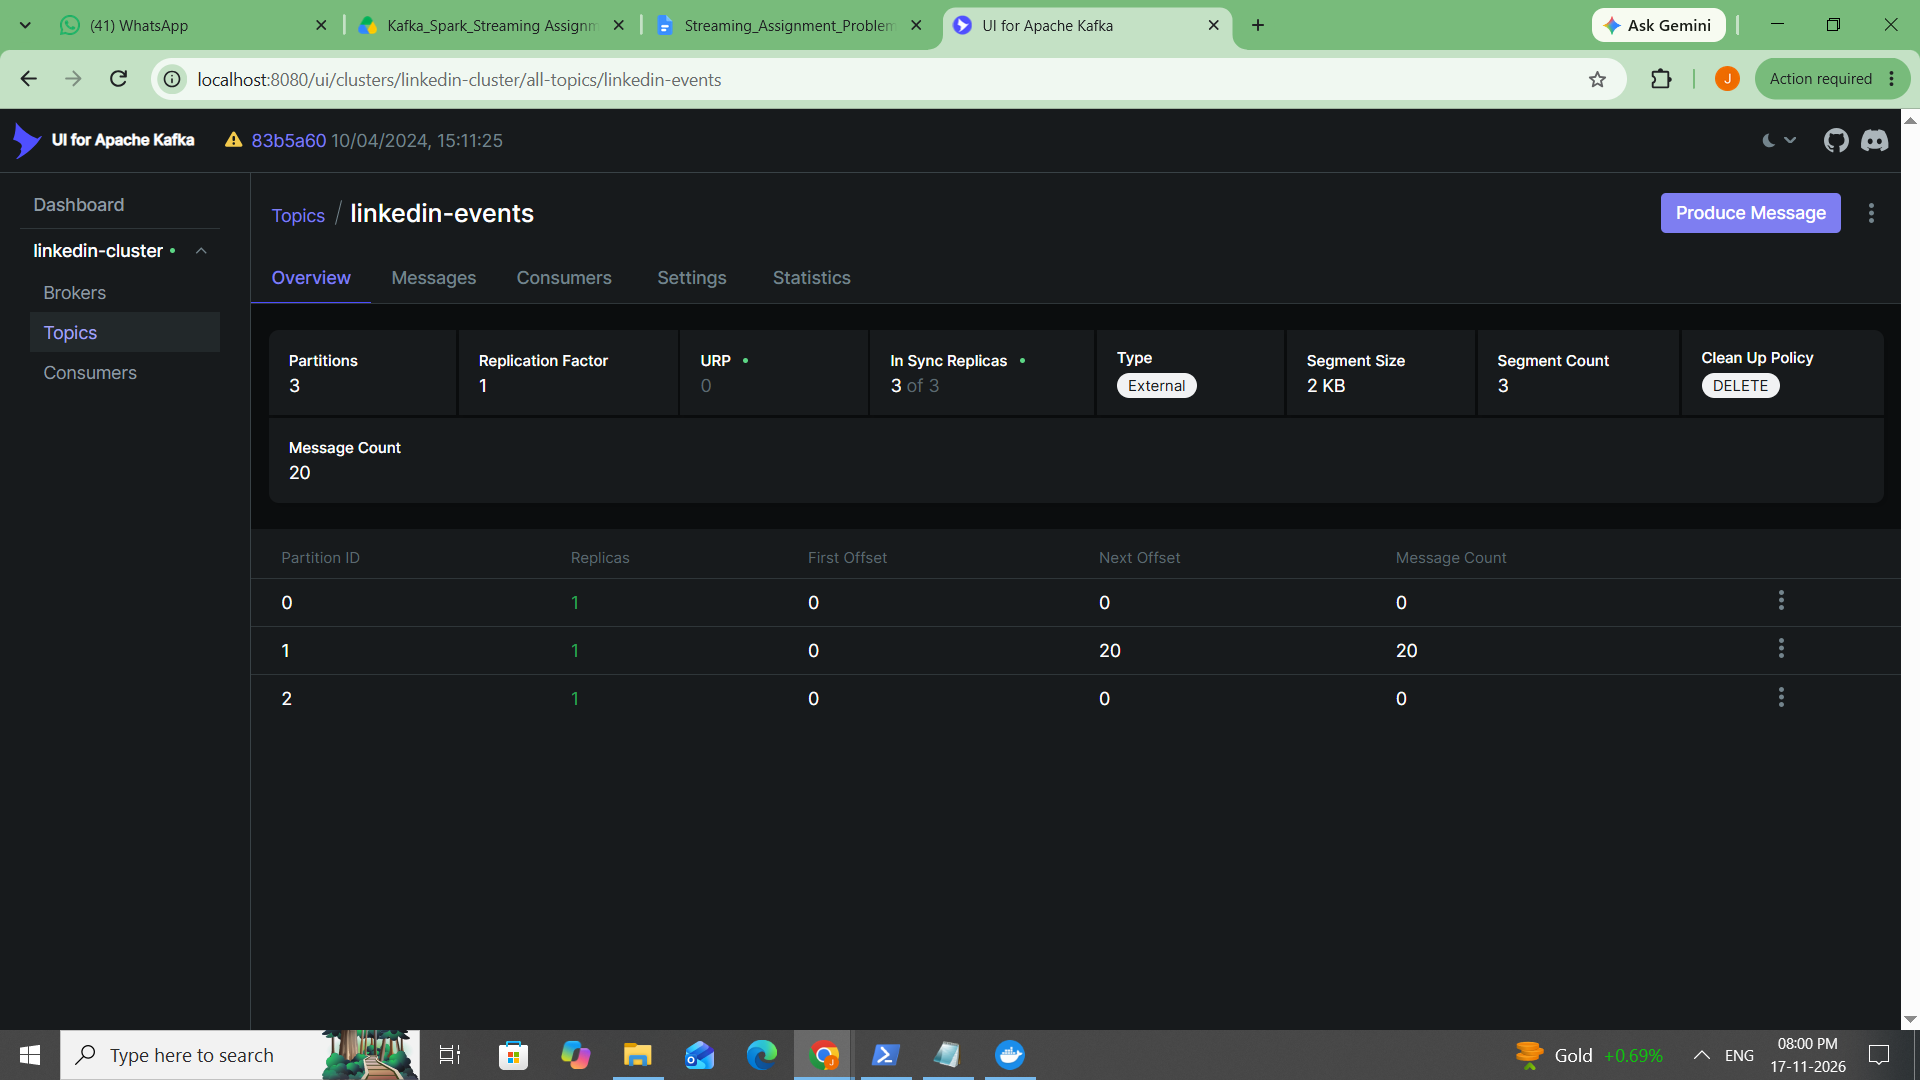 (41) WhatsApp
Kafka_Spark_Streaming Assignm
Streaming_Assignment_Problem
UI for Apache Kafka
Ask Gemini
localhost:8080/ui/clusters/linkedin-cluster/all-topics/linkedin-events
J
Action required
UI for Apache Kafka
83b5a60 10/04/2024, 15:11:25
Dashboard
linkedin-cluster
Brokers
Topics
Consumers
Topics / linkedin-events
Produce Message
Overview Messages Consumers Settings Statistics
Partitions
3
Replication Factor
1
URP
0
In Sync Replicas
3 of 3
Type
External
Segment Size
2 KB
Segment Count
3
Clean Up Policy
DELETE
Message Count
20
Partition ID Replicas First Offset Next Offset Message Count
0 1 0 0 0
1 1 0 20 20
2 1 0 0 0
Type here to search
Gold +0.69%
ENG
08:00 PM
17-11-2026